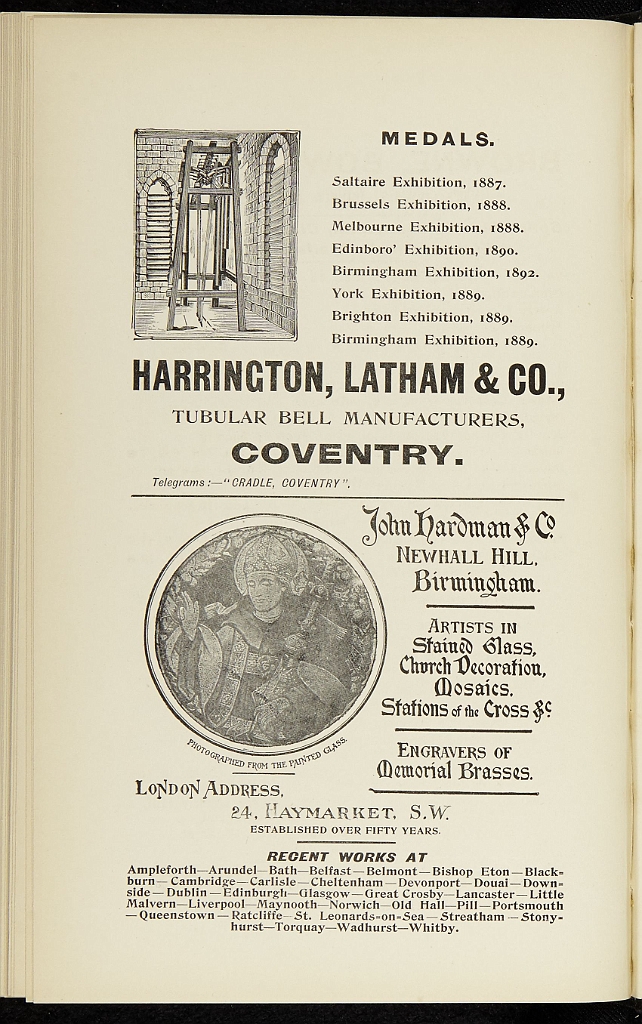 MEDALS.
Saltaire Exhibition, 1887.
Brussels Exhibition, 1888.
Melbourne Exhibition, 1888.
Edinboro' Exhibition, 1890.
Birmingham Exhibition, 1892.
York Exhibition, 1889.
Brighton Exhibition, 1889.
Birmingham Exhibition, 1889.
HARRINGTON, LATHAM & CO.,
TUBULAR BELL MANUFACTURERS,
COVENTRY.
Telegrams:—"CRADLE, COVENTRY".
John Hardman & Co.
NEWHALL HILL,
Birmingham.
ARTISTS IN
Stained Glass,
Church Decoration,
Mosaics,
Stations of the Cross &c
ENGRAVERS OF
Memorial Brasses.
PHOTOGRAPHED FROM THE PAINTED GLASS.
LONDON ADDRESS,
24, HAYMARKET, S.W.
ESTABLISHED OVER FIFTY YEARS.
RECENT WORKS AT
Ampleforth—Arundel—Bath—Belfast—Belmont—Bishop Eton—Black-
burn—Cambridge—Carlisle—Cheltenham—Devonport—Douai—Down-
side—Dublin—Edinburgh—Glasgow—Great Crosby—Lancaster—Little
Malvern—Liverpool—Maynooth—Norwich—Old Hall—Pill—Portsmouth
—Queenstown—Ratcliffe—St. Leonards-on-Sea—Streatham—Stony-
hurst—Torquay—Wadhurst—Whitby.